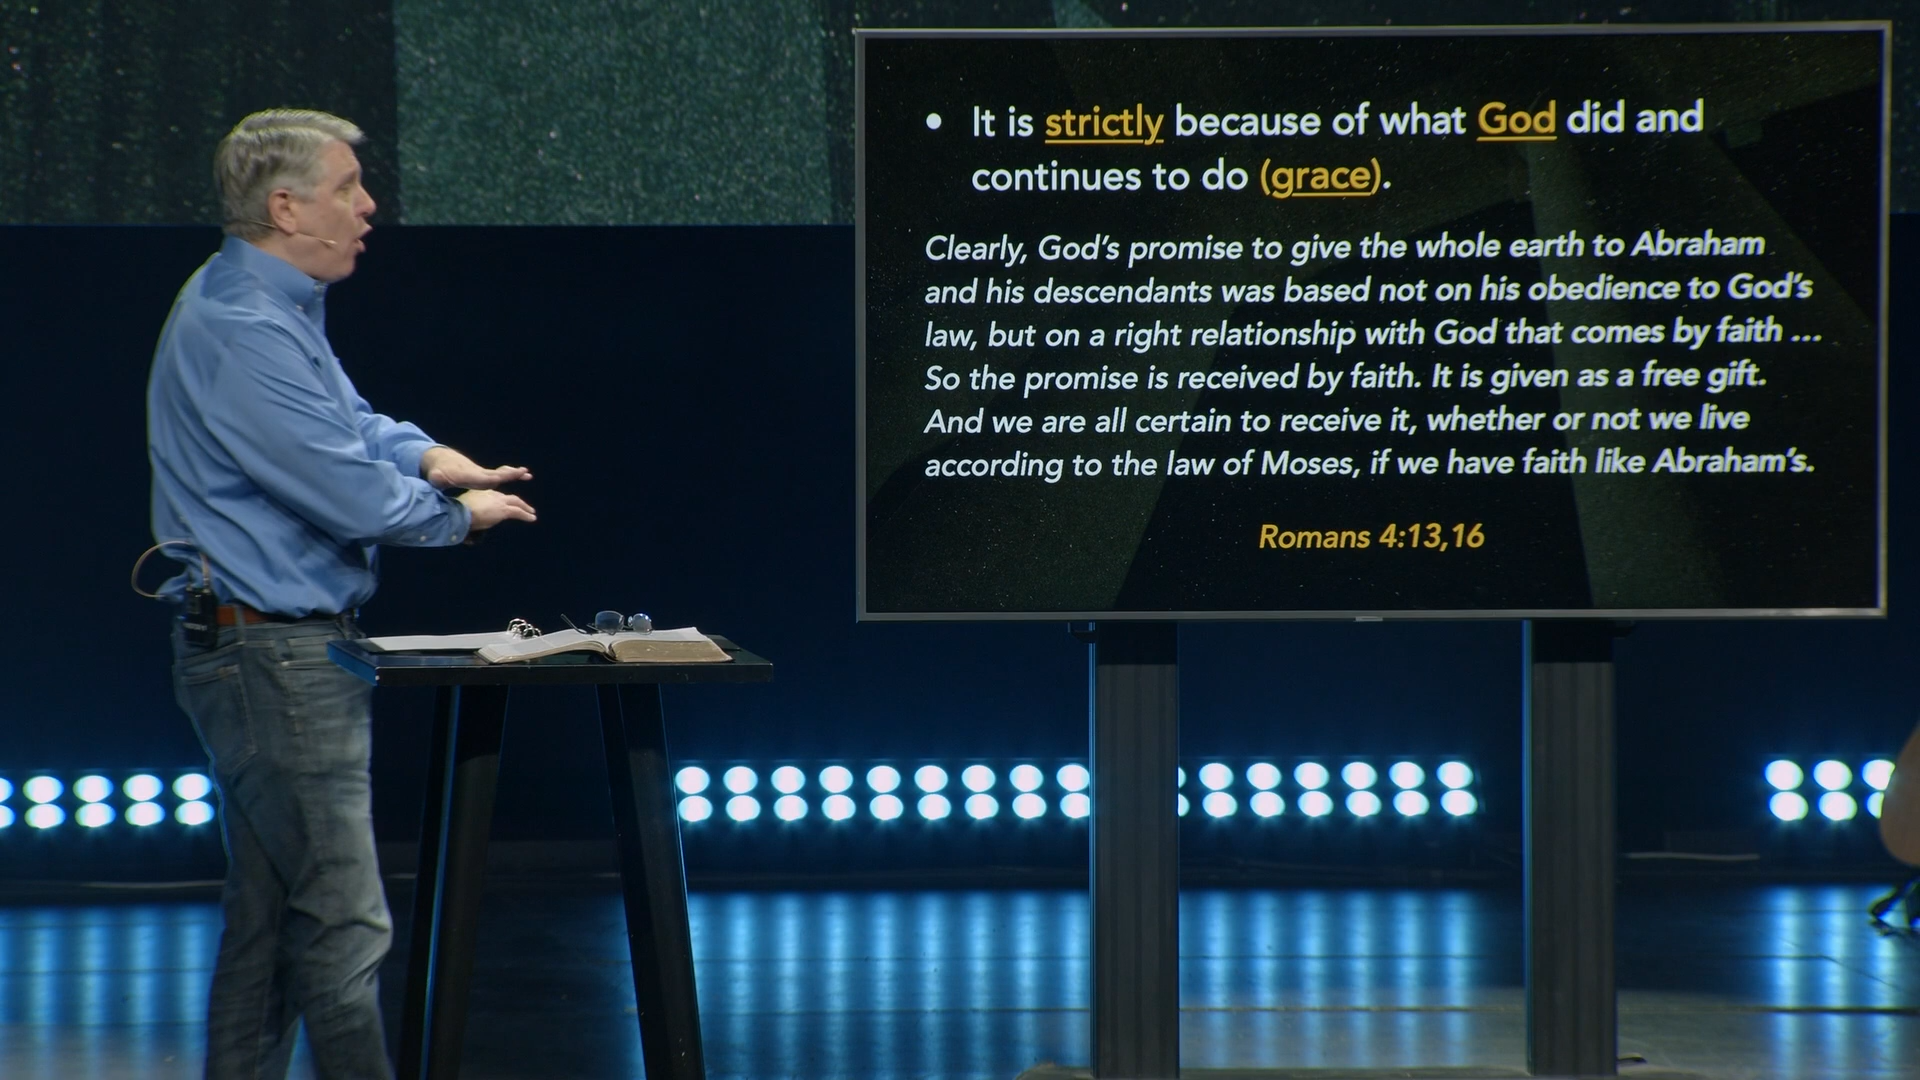 • It is strictly because of what God did and
continues to do (grace).
Clearly, God's promise to give the whole earth to Abraham
and his descendants was based not on his obedience to God's
law, but on a right relationship with God that comes by faith ...
So the promise is received by faith. It is given as a free gift.
And we are all certain to receive it, whether or not we live
according to the law of Moses, if we have faith like Abraham's.
Romans 4:13,16